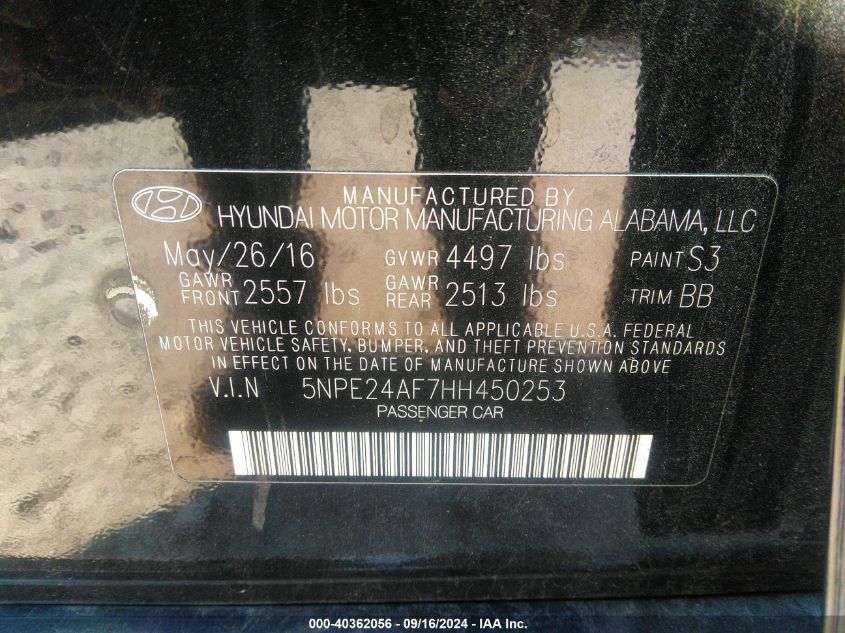 MANUFACTURED BY
HYUNDAI MOTOR MANUFACTURING ALABAMA, LLC
May/26/16 GVWR 4497 lbs PAINT S3
GAWR FRONT 2557 lbs GAWR REAR 2513 lbs TRIM BB
THIS VEHICLE CONFORMS TO ALL APPLICABLE U.S.A. FEDERAL
MOTOR VEHICLE SAFETY, BUMPER, AND THEFT PREVENTION STANDARDS
IN EFFECT ON THE DATE OF MANUFACTURE SHOWN ABOVE
V.I.N 5NPE24AF7HH450253
PASSENGER CAR
000-40362056 - 09/16/2024 - IAA Inc.